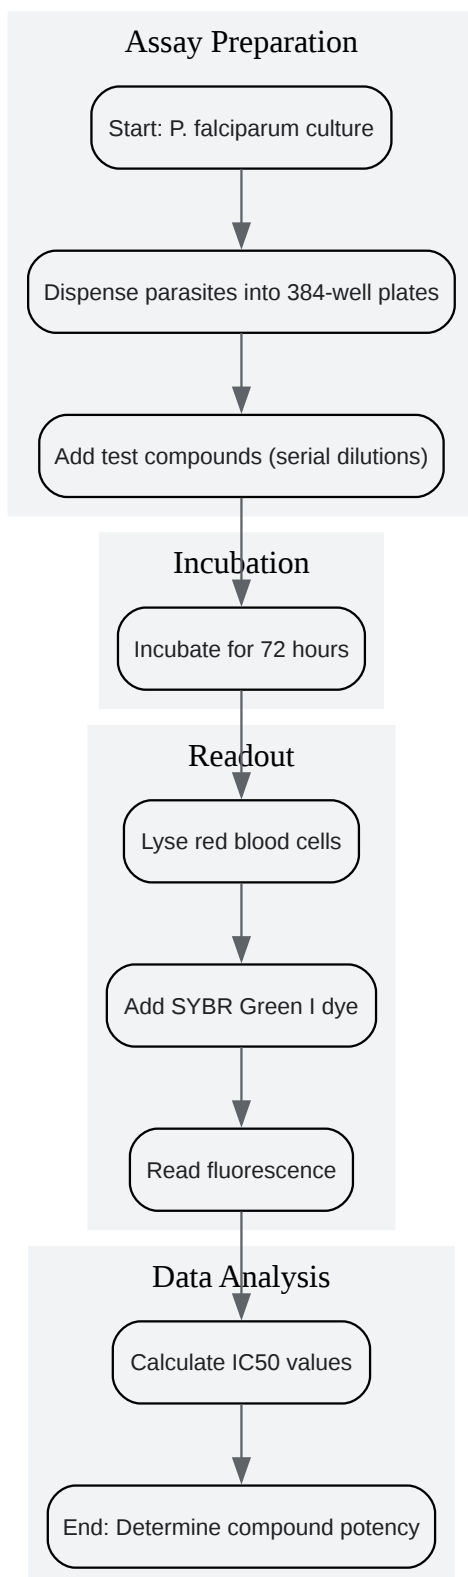 Assay Preparation
Start: P. falciparum culture
Dispense parasites into 384-well plates
Add test compounds (serial dilutions)
Incubation
Incubate for 72 hours
Readout
Lyse red blood cells
Add SYBR Green I dye
Read fluorescence
Data Analysis
Calculate IC50 values
End: Determine compound potency